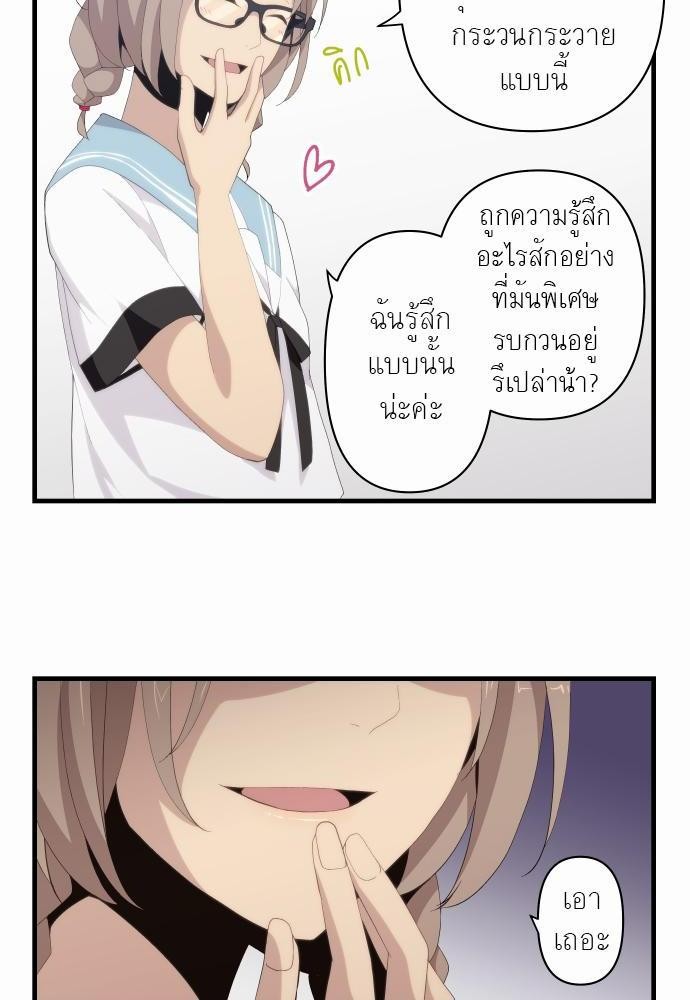 กระวนกระวาย
แบบนี้
คิก
ถูกความรู้สึก
อะไรสักอย่าง
ที่มันพิเศษ
รบกวนอยู่
รึเปล่าน้า?
ฉันรู้สึก
แบบนั้น
น่ะค่ะ
เอา
เถอะ